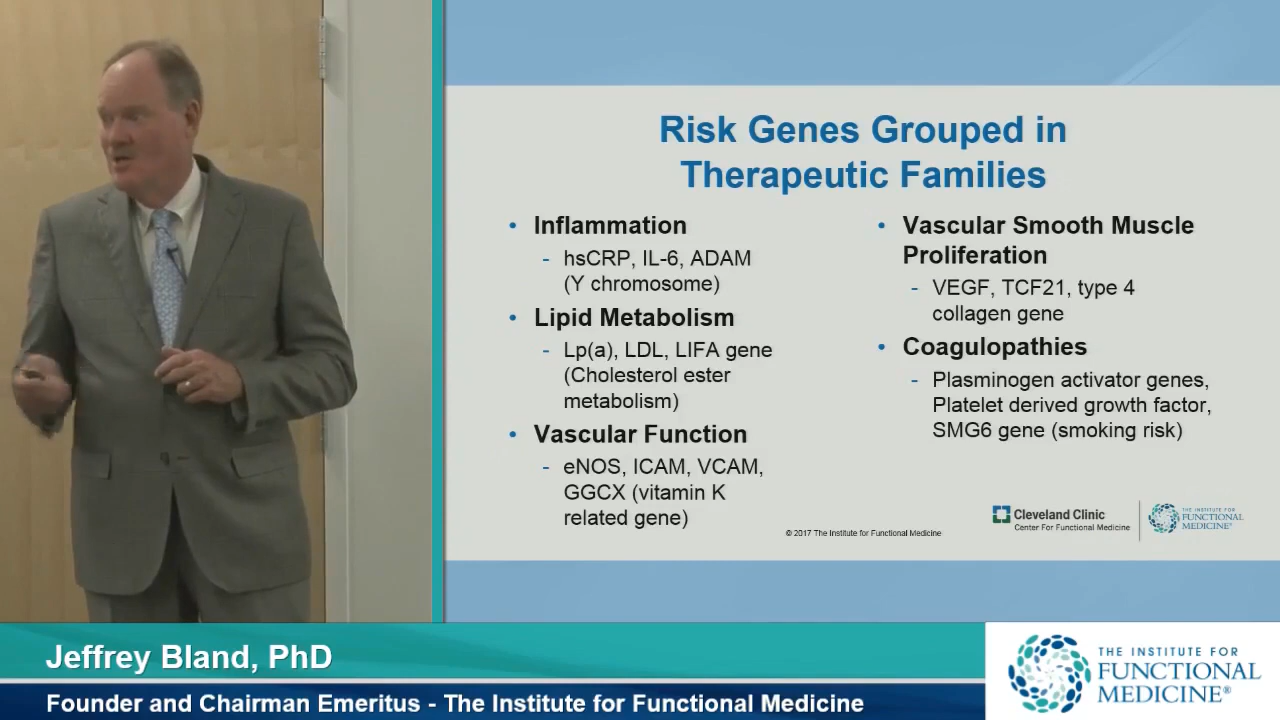 Risk Genes Grouped in
Therapeutic Families
• Inflammation
- hsCRP, IL-6, ADAM
(Y chromosome)
• Lipid Metabolism
- Lp(a), LDL, LIFA gene
(Cholesterol ester
metabolism)
• Vascular Function
- eNOS, ICAM, VCAM,
GGCX (vitamin K
related gene)
• Vascular Smooth Muscle
Proliferation
- VEGF, TCF21, type 4
collagen gene
• Coagulopathies
- Plasminogen activator genes,
Platelet derived growth factor,
SMG6 gene (smoking risk)
© 2017 The Institute for Functional Medicine
Cleveland Clinic
Center For Functional Medicine
THE INSTITUTE FOR
FUNCTIONAL
MEDICINE®
Jeffrey Bland, PhD
Founder and Chairman Emeritus - The Institute for Functional Medicine
THE INSTITUTE FOR
FUNCTIONAL
MEDICINE®